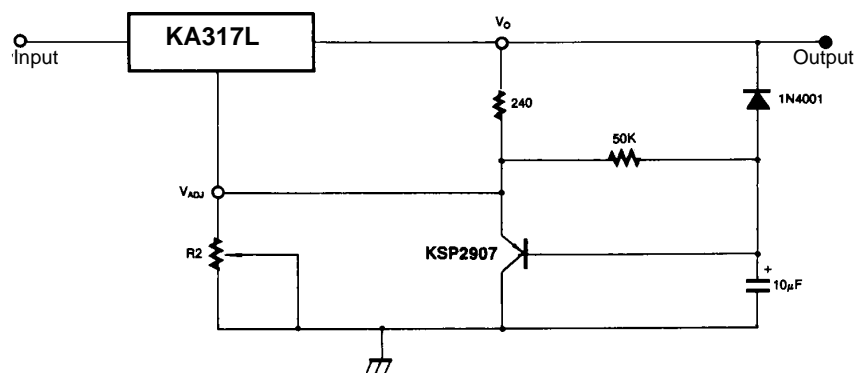 KA317L
Vo
Input
Output
240
1N4001
50K
VADJ
R2
KSP2907
+
10μF